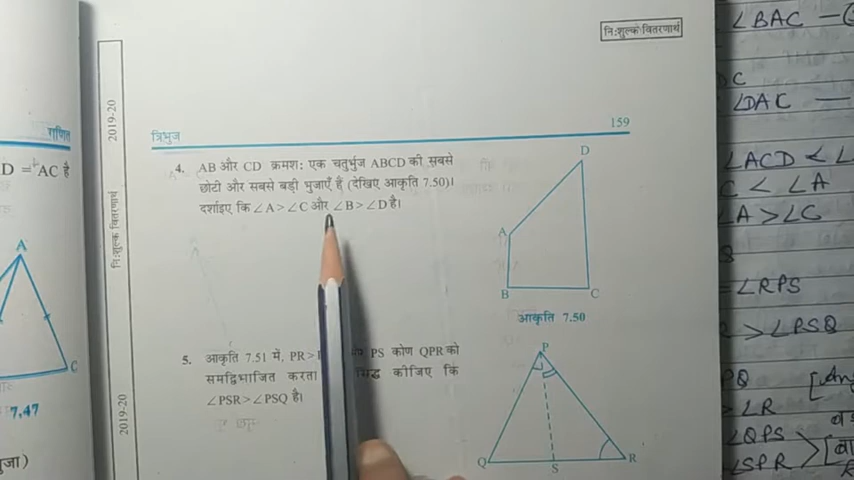 नि:शुल्क वितरणार्थ
2019-20
गणित
त्रिभुज
159
D = AC है
4. AB और CD क्रमश: एक चतुर्भुज ABCD की सबसे
छोटी और सबसे बड़ी भुजाएँ हैं (देखिए आकृति 7.50)।
दर्शाइए कि ∠A > ∠C और ∠B > ∠D है।
D
A
B
C
आकृति 7.50
नि:शुल्क वितरणार्थ
A
C
7.47
5. आकृति 7.51 में, PR > PS कोण QPR को
समद्विभाजित करता कीजिए कि
∠PSR > ∠PSQ है।
P
Q
S
R
2019-20
∠BAC
DC
∠DAC —
∠ACD < ∠
C < ∠A
∠A > ∠C
= ∠RPS
> ∠PSQ
PQ
> ∠R
∠QPS
∠SPR >